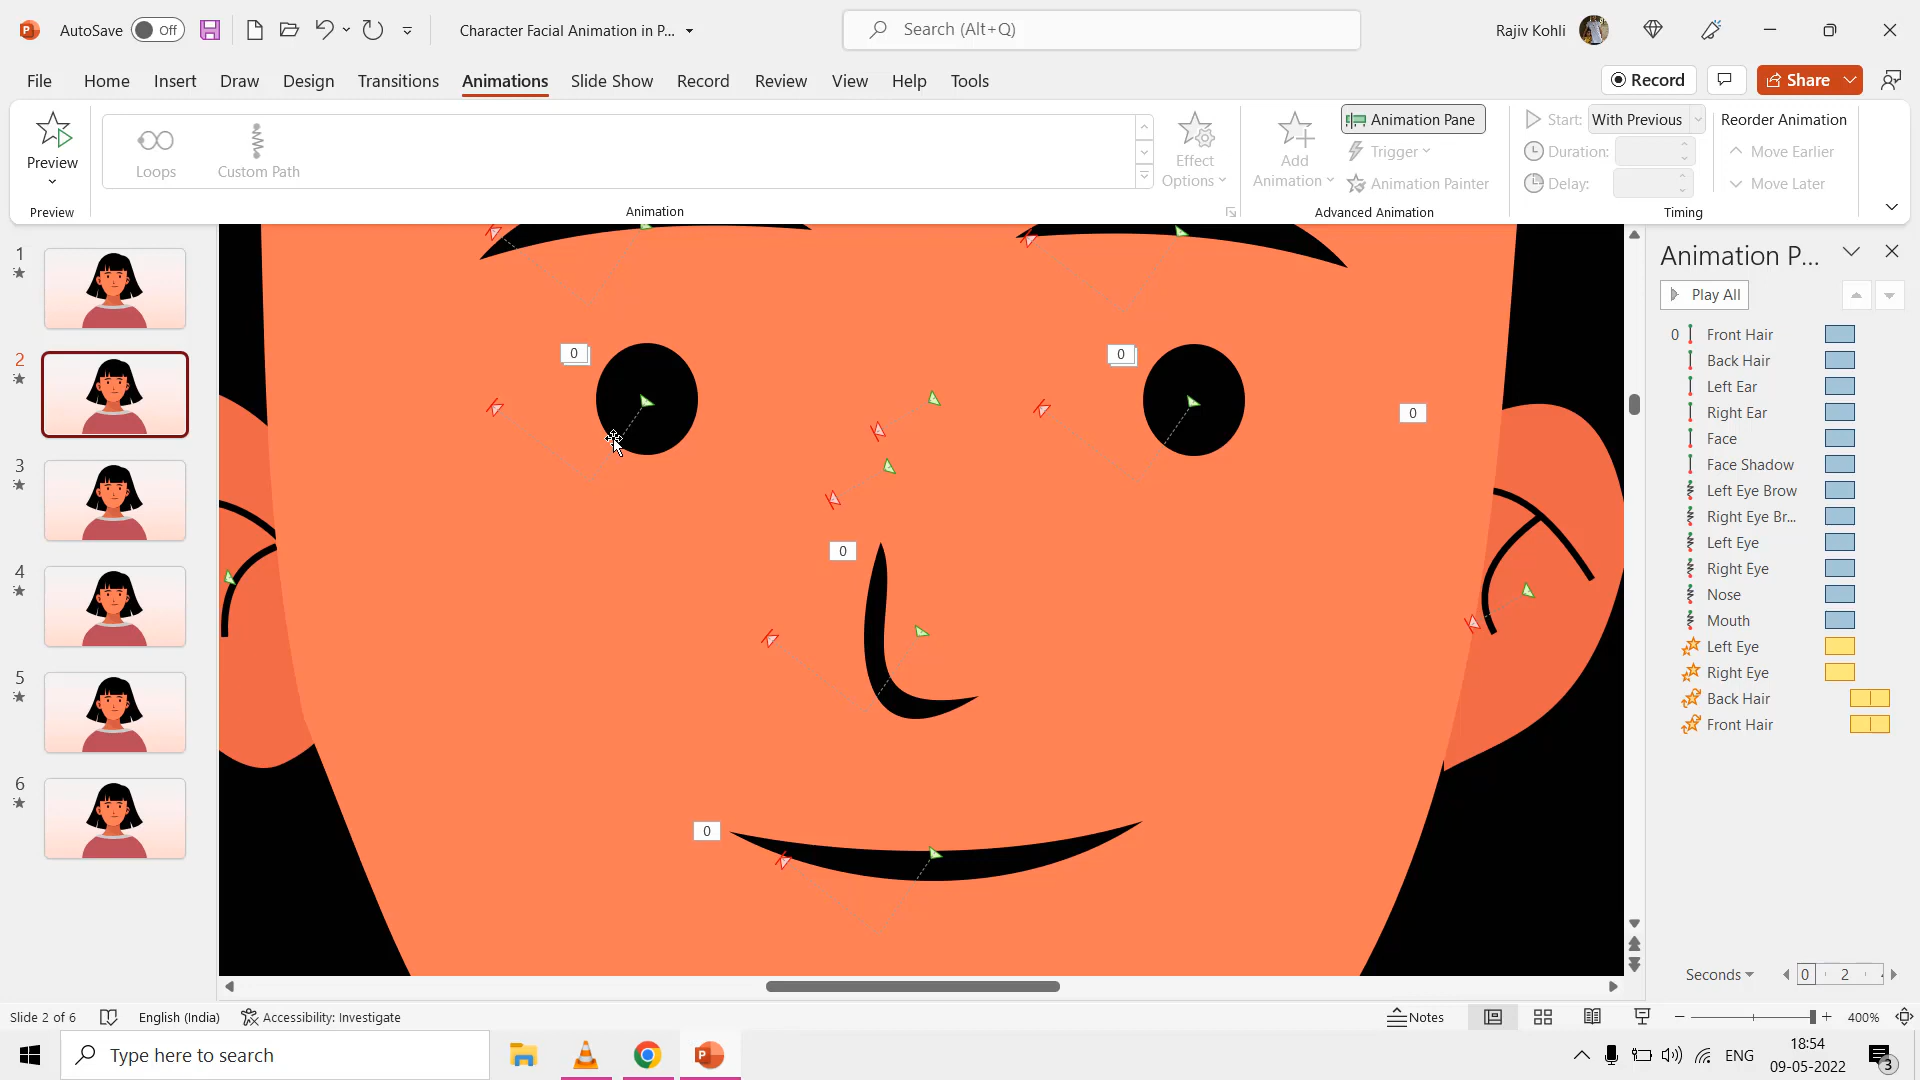 AutoSave Off Character Facial Animation in P... Search (Alt+Q) Rajiv Kohli
File Home Insert Draw Design Transitions Animations Slide Show Record Review View Help Tools Record Share
Preview Loops Custom Path Effect Options Add Animation Animation Pane Trigger Animation Painter Start: With Previous Duration: Delay: Reorder Animation Move Earlier Move Later
Preview Animation Advanced Animation Timing
1
2
3
4
5
6
0
0
0
0
0
Animation P...
Play All
0 Front Hair
Back Hair
Left Ear
Right Ear
Face
Face Shadow
Left Eye Brow
Right Eye Br...
Left Eye
Right Eye
Nose
Mouth
Left Eye
Right Eye
Back Hair
Front Hair
Seconds 0 2
Slide 2 of 6 English (India) Accessibility: Investigate Notes 400%
Type here to search ENG 18:54
09-05-2022 3